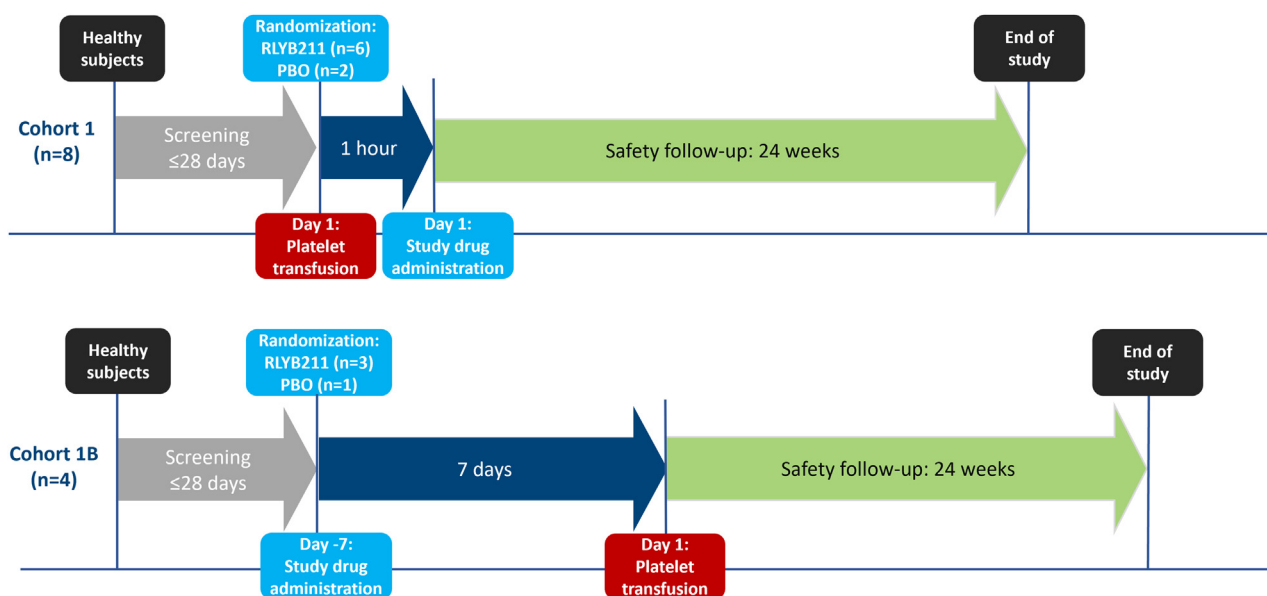 Healthy
subjects
Randomization:
RLYB211 (n=6)
PBO (n=2)
End of
study
Cohort 1
(n=8)
Screening
≤28 days
1 hour
Safety follow-up: 24 weeks
Day 1:
Platelet
transfusion
Day 1:
Study drug
administration
Healthy
subjects
Randomization:
RLYB211 (n=3)
PBO (n=1)
End of
study
Cohort 1B
(n=4)
Screening
≤28 days
7 days
Safety follow-up: 24 weeks
Day -7:
Study drug
administration
Day 1:
Platelet
transfusion